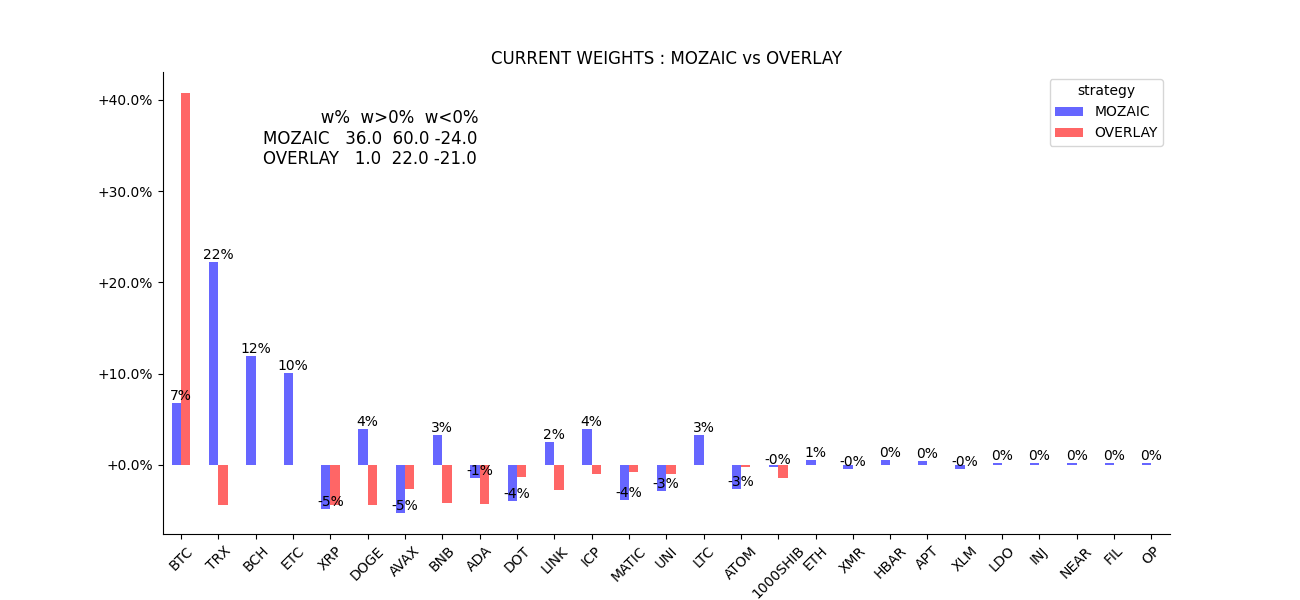 CURRENT WEIGHTS : MOZAIC vs OVERLAY
strategy
MOZAIC
OVERLAY
w% w>0% w<0%
MOZAIC 36.0 60.0 -24.0
OVERLAY 1.0 22.0 -21.0
+40.0%
+30.0%
+20.0%
+10.0%
+0.0%
7%
22%
12%
10%
-5%
4%
-5%
3%
-1%
-4%
2%
4%
-4%
-3%
3%
-3%
-0%
1%
-0%
0%
0%
-0%
0%
0%
0%
0%
0%
BTC
TRX
BCH
ETC
XRP
DOGE
AVAX
BNB
ADA
DOT
LINK
ICP
MATIC
UNI
LTC
ATOM
1000SHIB
ETH
XMR
HBAR
APT
XLM
LDO
INJ
NEAR
FIL
OP